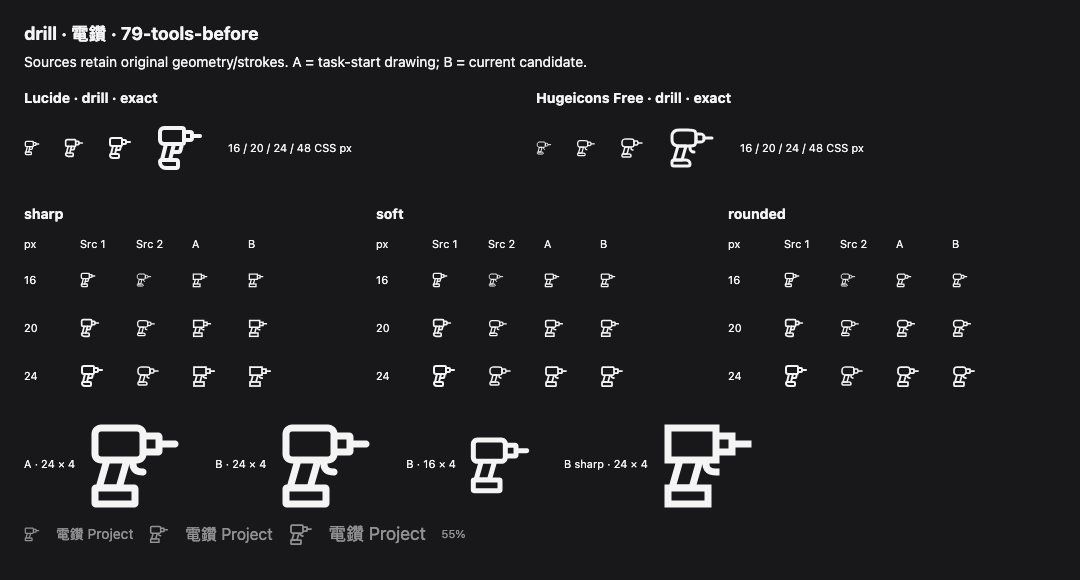 drill · 電鑽 · 79-tools-before
Sources retain original geometry/strokes. A = task-start drawing; B = current candidate.
Lucide · drill · exact
Hugeicons Free · drill · exact
16 / 20 / 24 / 48 CSS px
16 / 20 / 24 / 48 CSS px
sharp
soft
rounded
px Src 1 Src 2 A B
px Src 1 Src 2 A B
px Src 1 Src 2 A B
16
16
16
20
20
20
24
24
24
A · 24 × 4
B · 24 × 4
B · 16 × 4
B sharp · 24 × 4
電鑽 Project
電鑽 Project
電鑽 Project
55%